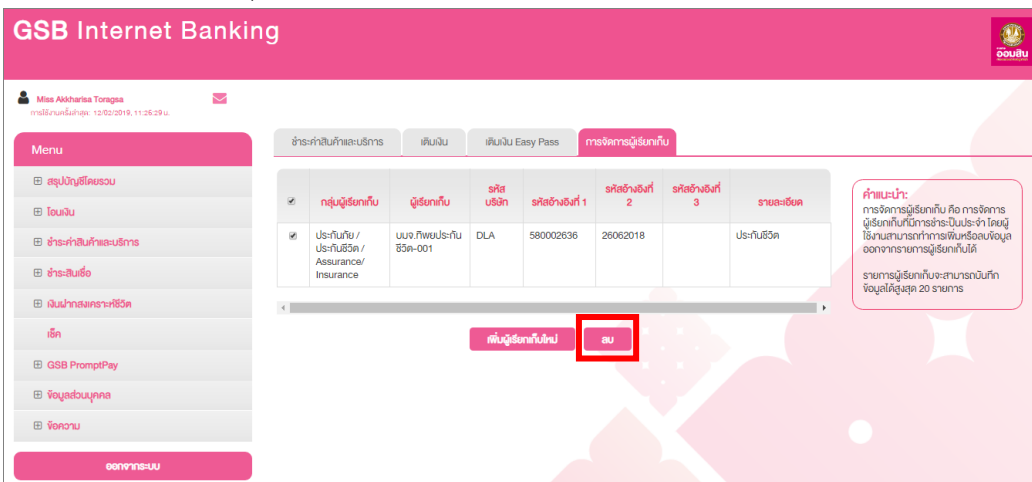 GSB Internet Banking
ออมสิน
Miss Akkharisa Toragsa
การใช้งานครั้งล่าสุด: 12/02/2019, 11:25:29 น.
Menu
สรุปบัญชีโดยรวม
โอนเงิน
ชำระค่าสินค้าและบริการ
ชำระสินเชื่อ
เงินฝากสงเคราะห์ชีวิต
เช็ค
GSB PromptPay
ข้อมูลส่วนบุคคล
ข้อความ
ออกจากระบบ
ชำระค่าสินค้าและบริการ เติมเงิน เติมเงิน Easy Pass การจัดการผู้เรียกเก็บ
กลุ่มผู้เรียกเก็บ ผู้เรียกเก็บ รหัสบริษัท รหัสอ้างอิงที่ 1 รหัสอ้างอิงที่ 2 รหัสอ้างอิงที่ 3 รายละเอียด
ประกันภัย / บมจ.ทิพยประกัน DLA 580002636 26062018 ประกันชีวิต
ประกันชีวิต / ชีวิต-001
Assurance/
Insurance
เพิ่มผู้เรียกเก็บใหม่ ลบ
คำแนะนำ:
การจัดการผู้เรียกเก็บ คือ การจัดการ
ผู้เรียกเก็บที่มีการชำระเป็นประจำ โดยผู้
ใช้งานสามารถทำการเพิ่มหรือลบข้อมูล
ออกจากรายการผู้เรียกเก็บได้
รายการผู้เรียกเก็บจะสามารถบันทึก
ข้อมูลได้สูงสุด 20 รายการ